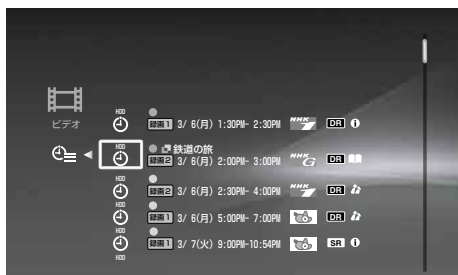 ビデオ
HDD
録画1 3/ 6(月) 1:30PM- 2:30PM NHK DR
HDD
鉄道の旅
録画2 3/ 6(月) 2:00PM- 3:00PM NHK G DR
HDD
録画2 3/ 6(月) 2:30PM- 4:00PM NHK DR
HDD
録画1 3/ 6(月) 5:00PM- 7:00PM DR
HDD
録画1 3/ 7(火) 9:00PM-10:54PM SR
HDD